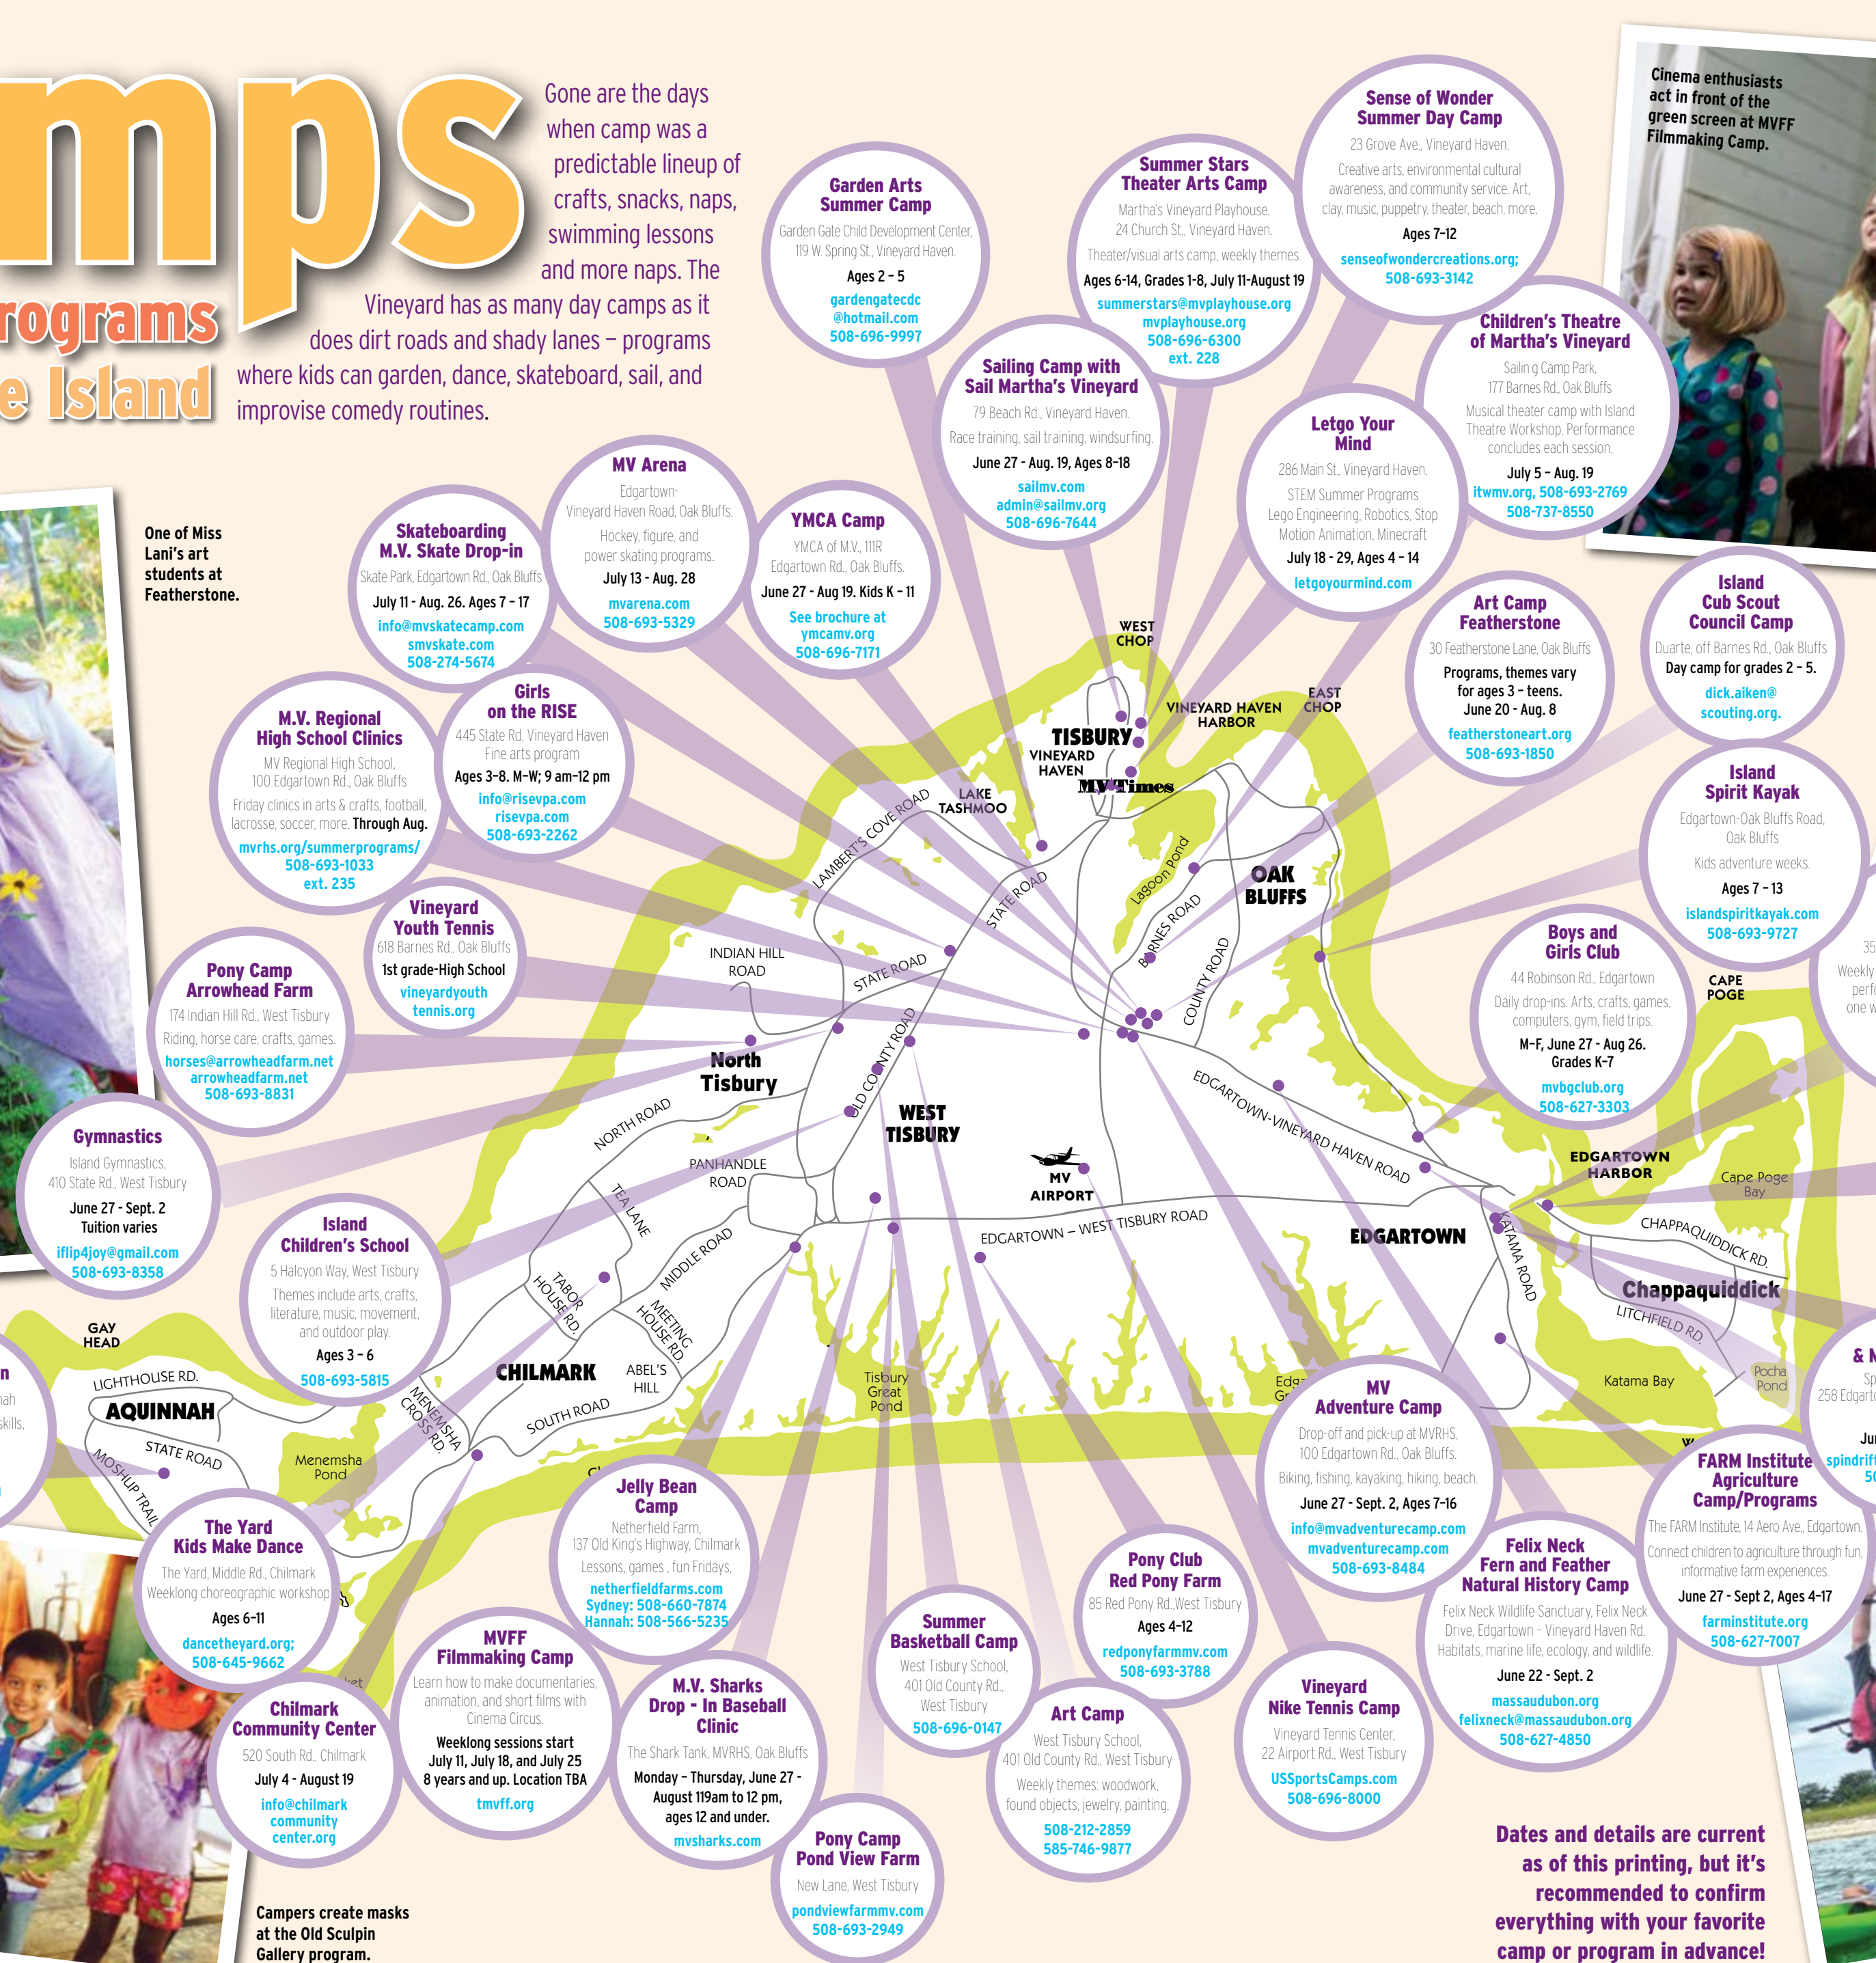 mps
rograms
e Island
Gone are the days
when camp was a
predictable lineup of
crafts, snacks, naps,
swimming lessons
and more naps. The
Vineyard has as many day camps as it
does dirt roads and shady lanes – programs
where kids can garden, dance, skateboard, sail, and
improvise comedy routines.
Cinema enthusiasts
act in front of the
green screen at MVFF
Filmmaking Camp.
One of Miss
Lani's art
students at
Featherstone.
Garden Arts
Summer Camp
Garden Gate Child Development Center,
119 W. Spring St., Vineyard Haven.
Ages 2 – 5
gardengatecdc
@hotmail.com
508-696-9997
Summer Stars
Theater Arts Camp
Martha's Vineyard Playhouse,
24 Church St., Vineyard Haven.
Theater/visual arts camp, weekly themes.
Ages 6-14, Grades 1-8, July 11-August 19
summerstars@mvplayhouse.org
mvplayhouse.org
508-696-6300
ext. 228
Sense of Wonder
Summer Day Camp
23 Grove Ave., Vineyard Haven.
Creative arts, environmental cultural
awareness, and community service. Art,
clay, music, puppetry, theater, beach, more.
Ages 7–12
senseofwondercreations.org;
508-693-3142
Children's Theatre
of Martha's Vineyard
Sailin g Camp Park,
177 Barnes Rd., Oak Bluffs
Musical theater camp with Island
Theatre Workshop. Performance
concludes each session.
July 5 – Aug. 19
itwmv.org, 508-693-2769
508-737-8550
Sailing Camp with
Sail Martha's Vineyard
79 Beach Rd., Vineyard Haven.
Race training, sail training, windsurfing.
June 27 - Aug. 19, Ages 8–18
sailmv.com
admin@sailmv.org
508-696-7644
Letgo Your
Mind
286 Main St., Vineyard Haven.
STEM Summer Programs
Lego Engineering, Robotics, Stop
Motion Animation, Minecraft
July 18 - 29, Ages 4 – 14
letgoyourmind.com
MV Arena
Edgartown-
Vineyard Haven Road, Oak Bluffs.
Hockey, figure, and
power skating programs.
July 13 - Aug. 28
mvarena.com
508-693-5329
YMCA Camp
YMCA of M.V., 111R
Edgartown Rd., Oak Bluffs.
June 27 - Aug 19. Kids K – 11
See brochure at
ymcamv.org
508-696-7171
Skateboarding
M.V. Skate Drop-in
Skate Park, Edgartown Rd., Oak Bluffs
July 11 - Aug. 26. Ages 7 – 17
info@mvskatecamp.com
smvskate.com
508-274-5674
Girls
on the RISE
445 State Rd, Vineyard Haven
Fine arts program
Ages 3–8. M–W; 9 am–12 pm
info@risevpa.com
risevpa.com
508-693-2262
M.V. Regional
High School Clinics
MV Regional High School,
100 Edgartown Rd., Oak Bluffs
Friday clinics in arts & crafts, football,
lacrosse, soccer, more. Through Aug.
mvrhs.org/summerprograms/
508-693-1033
ext. 235
Vineyard
Youth Tennis
618 Barnes Rd., Oak Bluffs
1st grade-High School
vineyardyouth
tennis.org
Pony Camp
Arrowhead Farm
174 Indian Hill Rd., West Tisbury
Riding, horse care, crafts, games.
horses@arrowheadfarm.net
arrowheadfarm.net
508-693-8831
Gymnastics
Island Gymnastics,
410 State Rd., West Tisbury
June 27 - Sept. 2
Tuition varies
iflip4joy@gmail.com
508-693-8358
Island
Children's School
5 Halcyon Way, West Tisbury
Themes include arts, crafts,
literature, music, movement,
and outdoor play.
Ages 3 – 6
508-693-5815
Art Camp
Featherstone
30 Featherstone Lane, Oak Bluffs
Programs, themes vary
for ages 3 – teens.
June 20 - Aug. 8
featherstoneart.org
508-693-1850
Island
Cub Scout
Council Camp
Duarte, off Barnes Rd., Oak Bluffs
Day camp for grades 2 – 5.
dick.aiken@
scouting.org.
Island
Spirit Kayak
Edgartown-Oak Bluffs Road,
Oak Bluffs
Kids adventure weeks.
Ages 7 – 13
islandspiritkayak.com
508-693-9727
Boys and
Girls Club
44 Robinson Rd., Edgartown
Daily drop-ins. Arts, crafts, games,
computers, gym, field trips.
M–F, June 27 - Aug 26.
Grades K–7
mvbgclub.org
508-627-3303
35
Weekly
perfo
one w
WEST
CHOP
EAST
CHOP
VINEYARD HAVEN
HARBOR
TISBURY
VINEYARD
HAVEN
MV Times
LAKE
TASHMOO
LAMBERT'S COVE ROAD
STATE ROAD
Lagoon Pond
OAK
BLUFFS
BARNES ROAD
COUNTY ROAD
INDIAN HILL
ROAD
STATE ROAD
OLD COUNTY ROAD
North
Tisbury
NORTH ROAD
WEST
TISBURY
PANHANDLE
ROAD
TEA LANE
MIDDLE ROAD
TABOR
HOUSE RD.
MEETING
HOUSE RD.
MV
AIRPORT
EDGARTOWN-VINEYARD HAVEN ROAD
EDGARTOWN – WEST TISBURY ROAD
EDGARTOWN
EDGARTOWN
HARBOR
CAPE
POGE
Cape Poge
Bay
CHAPPAQUIDDICK RD.
Chappaquiddick
LITCHFIELD RD.
KATAMA ROAD
Katama Bay
Pocha
Pond
Tisbury
Great
Pond
Edga
Gr
CHILMARK
ABEL'S
HILL
SOUTH ROAD
MENEMSHA
CROSS RD.
GAY
HEAD
LIGHTHOUSE RD.
AQUINNAH
STATE ROAD
MOSHUP TRAIL
Menemsha
Pond
n
nah
skills,
The Yard
Kids Make Dance
The Yard, Middle Rd., Chilmark
Weeklong choreographic workshop
Ages 6–11
dancetheyard.org;
508-645-9662
Chilmark
Community Center
520 South Rd., Chilmark
July 4 - August 19
info@chilmark
community
center.org
MVFF
Filmmaking Camp
Learn how to make documentaries,
animation, and short films with
Cinema Circus.
Weeklong sessions start
July 11, July 18, and July 25
8 years and up. Location TBA
tmvff.org
Jelly Bean
Camp
Netherfield Farm,
137 Old King's Highway, Chilmark
Lessons, games , fun Fridays,
netherfieldfarms.com
Sydney: 508-660-7874
Hannah: 508-566-5235
M.V. Sharks
Drop - In Baseball
Clinic
The Shark Tank, MVRHS, Oak Bluffs
Monday – Thursday, June 27 -
August 119am to 12 pm,
ages 12 and under.
mvsharks.com
Pony Camp
Pond View Farm
New Lane, West Tisbury
pondviewfarmmv.com
508-693-2949
Summer
Basketball Camp
West Tisbury School,
401 Old County Rd.,
West Tisbury
508-696-0147
Art Camp
West Tisbury School,
401 Old County Rd., West Tisbury
Weekly themes: woodwork,
found objects, jewelry, painting.
508-212-2859
585-746-9877
Pony Club
Red Pony Farm
85 Red Pony Rd.,West Tisbury
Ages 4–12
redponyfarmmv.com
508-693-3788
Vineyard
Nike Tennis Camp
Vineyard Tennis Center,
22 Airport Rd., West Tisbury
USSportsCamps.com
508-696-8000
MV
Adventure Camp
Drop-off and pick-up at MVRHS,
100 Edgartown Rd., Oak Bluffs.
Biking, fishing, kayaking, hiking, beach.
June 27 - Sept. 2, Ages 7–16
info@mvadventurecamp.com
mvadventurecamp.com
508-693-8484
Felix Neck
Fern and Feather
Natural History Camp
Felix Neck Wildlife Sanctuary, Felix Neck
Drive, Edgartown - Vineyard Haven Rd.
Habitats, marine life, ecology, and wildlife.
June 22 - Sept. 2
massaudubon.org
felixneck@massaudubon.org
508-627-4850
FARM Institute
Agriculture
Camp/Programs
The FARM Institute, 14 Aero Ave., Edgartown.
Connect children to agriculture through fun,
informative farm experiences.
June 27 - Sept 2, Ages 4–17
farminstitute.org
508-627-7007
& M
Sp
258 Edgarto
Ju
spindrift
50
Campers create masks
at the Old Sculpin
Gallery program.
Dates and details are current
as of this printing, but it's
recommended to confirm
everything with your favorite
camp or program in advance!